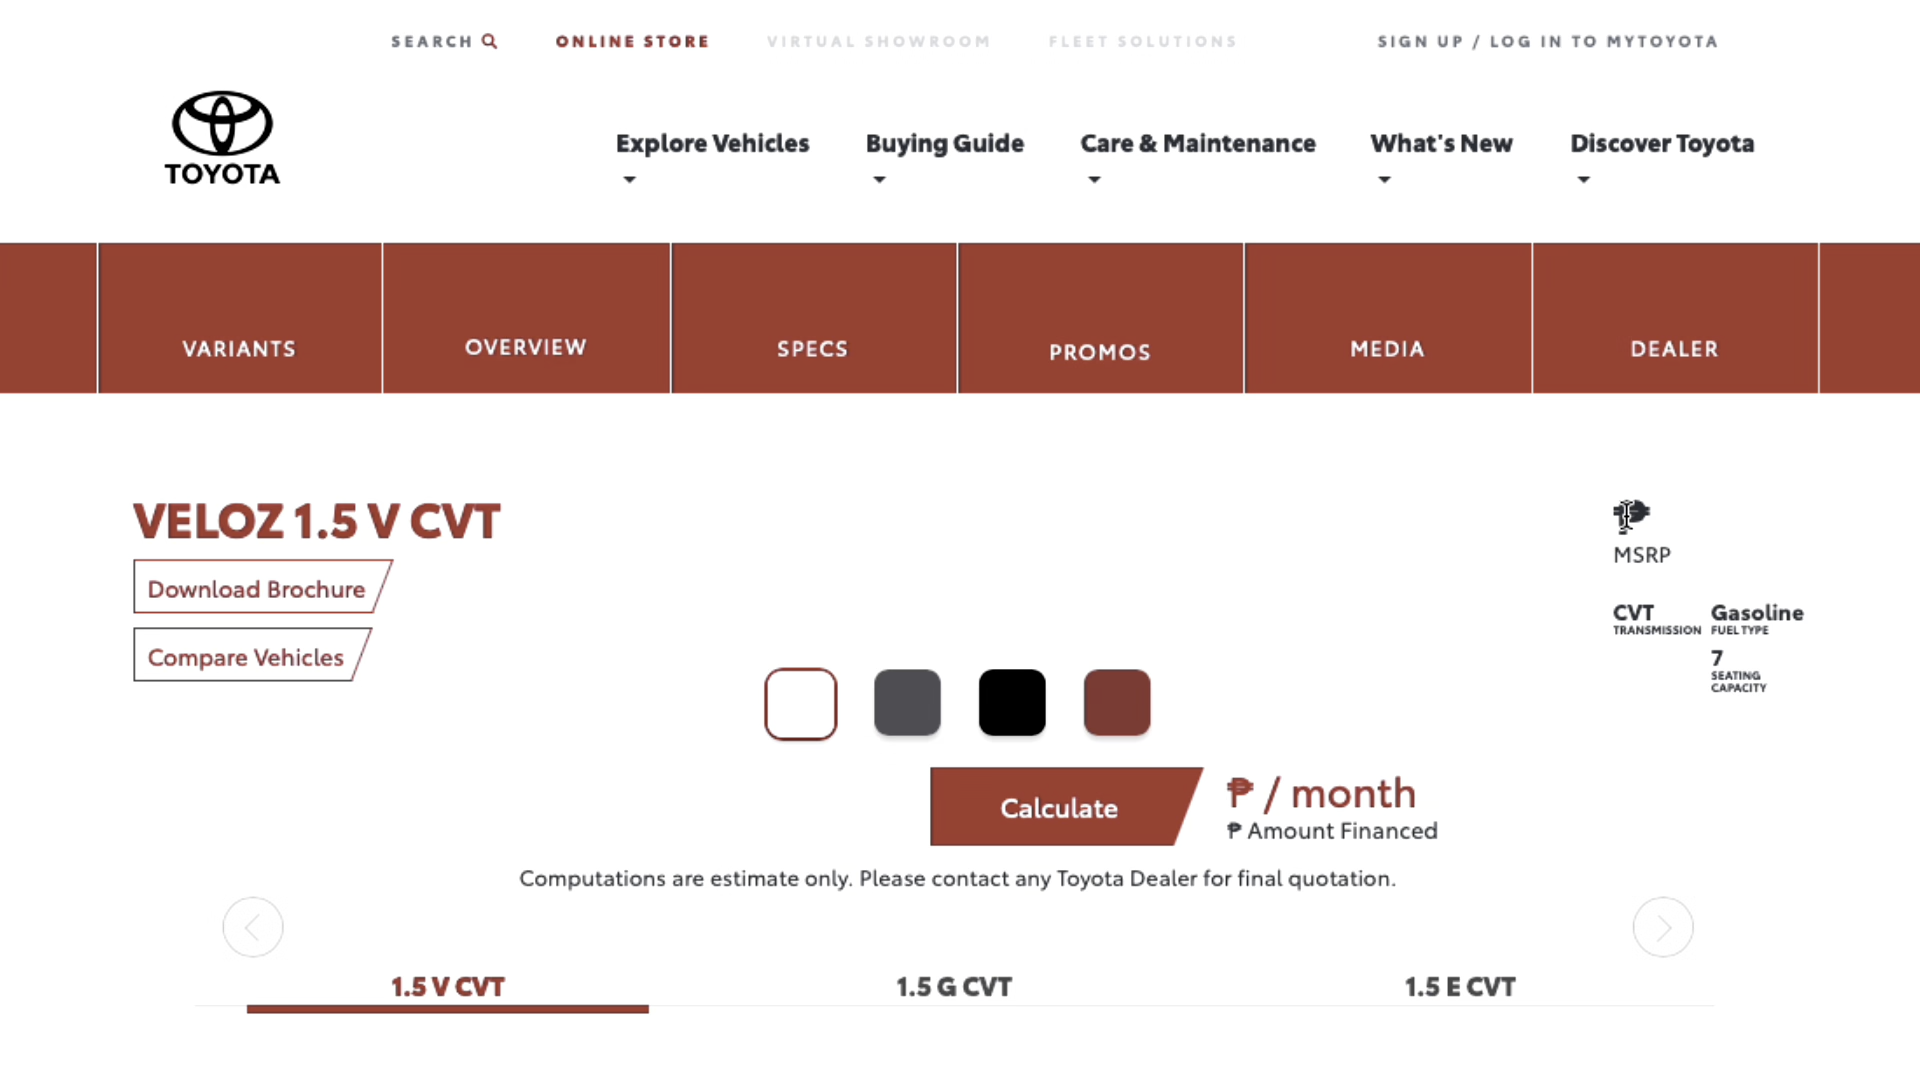 SEARCH
ONLINE STORE
VIRTUAL SHOWROOM
FLEET SOLUTIONS
SIGN UP / LOG IN TO MYTOYOTA
TOYOTA
Explore Vehicles
Buying Guide
Care & Maintenance
What's New
Discover Toyota
VARIANTS
OVERVIEW
SPECS
PROMOS
MEDIA
DEALER
VELOZ 1.5 V CVT
Download Brochure
Compare Vehicles
₱
MSRP
CVT
TRANSMISSION
Gasoline
FUEL TYPE
7
SEATING
CAPACITY
Calculate
₱ / month
₱ Amount Financed
Computations are estimate only. Please contact any Toyota Dealer for final quotation.
1.5 V CVT
1.5 G CVT
1.5 E CVT